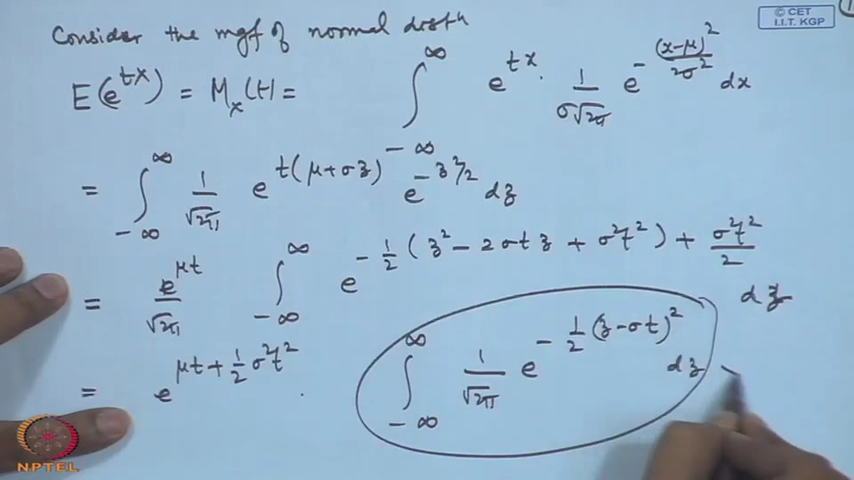 © CET
I.I.T. KGP
Consider the mgf of normal distⁿ
E(e^{tX}) = M_X(t) = ∫_{-∞}^{∞} e^{tx} · 1/(σ√2π) e^{-(x-μ)²/2σ²} dx
= ∫_{-∞}^{∞} 1/√2π e^{t(μ+σz)} e^{-z²/2} dz
= e^{μt}/√2π ∫_{-∞}^{∞} e^{-1/2 (z² - 2σtz + σ²t²) + σ²t²/2} dz
= e^{μt + 1/2 σ²t²} · ∫_{-∞}^{∞} 1/√2π e^{-1/2 (z-σt)²} dz
NPTEL